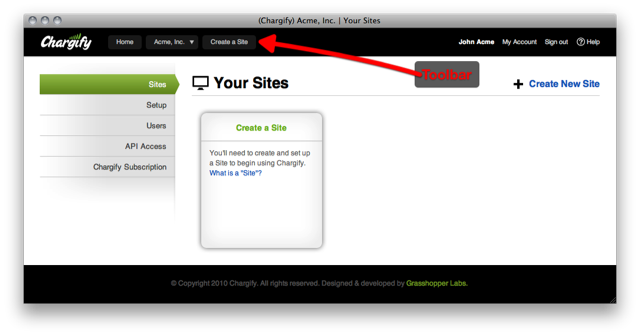 (Chargify) Acme, Inc. | Your Sites
Chargify Home Acme, Inc. ▼ Create a Site John Acme My Account Sign out ? Help
Toolbar
Sites
Setup
Users
API Access
Chargify Subscription
Your Sites
+ Create New Site
Create a Site
You'll need to create and set up
a Site to begin using Chargify.
What is a "Site"?
© Copyright 2010 Chargify. All rights reserved. Designed & developed by Grasshopper Labs.